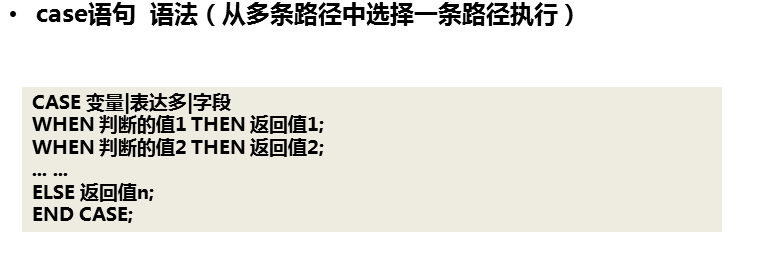 • case语句 语法（从多条路径中选择一条路径执行）
CASE 变量|表达多|字段
WHEN 判断的值1 THEN 返回值1;
WHEN 判断的值2 THEN 返回值2;
... ...
ELSE 返回值n;
END CASE;